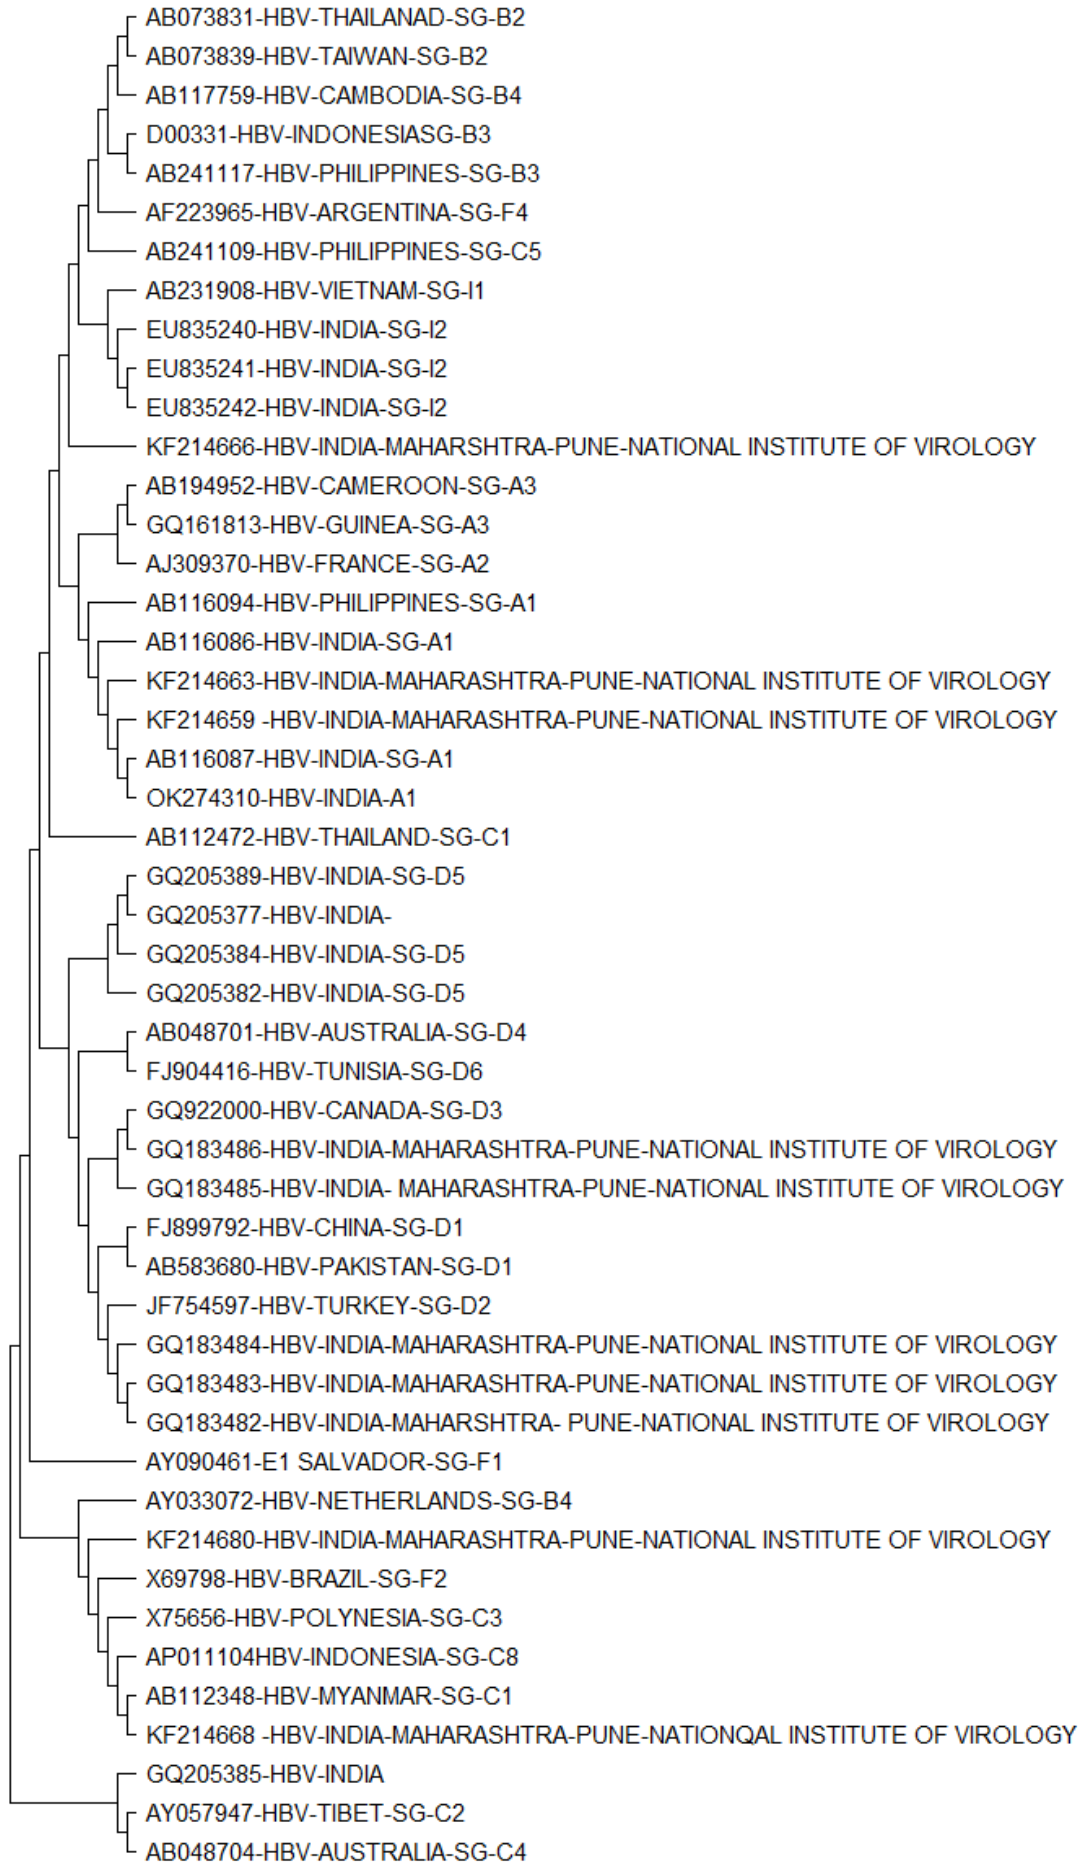 AB073831-HBV-THAILANAD-SG-B2
AB073839-HBV-TAIWAN-SG-B2
AB117759-HBV-CAMBODIA-SG-B4
D00331-HBV-INDONESIASG-B3
AB241117-HBV-PHILIPPINES-SG-B3
AF223965-HBV-ARGENTINA-SG-F4
AB241109-HBV-PHILIPPINES-SG-C5
AB231908-HBV-VIETNAM-SG-I1
EU835240-HBV-INDIA-SG-I2
EU835241-HBV-INDIA-SG-I2
EU835242-HBV-INDIA-SG-I2
KF214666-HBV-INDIA-MAHARSHTRA-PUNE-NATIONAL INSTITUTE OF VIROLOGY
AB194952-HBV-CAMEROON-SG-A3
GQ161813-HBV-GUINEA-SG-A3
AJ309370-HBV-FRANCE-SG-A2
AB116094-HBV-PHILIPPINES-SG-A1
AB116086-HBV-INDIA-SG-A1
KF214663-HBV-INDIA-MAHARASHTRA-PUNE-NATIONAL INSTITUTE OF VIROLOGY
KF214659 -HBV-INDIA-MAHARASHTRA-PUNE-NATIONAL INSTITUTE OF VIROLOGY
AB116087-HBV-INDIA-SG-A1
OK274310-HBV-INDIA-A1
AB112472-HBV-THAILAND-SG-C1
GQ205389-HBV-INDIA-SG-D5
GQ205377-HBV-INDIA-
GQ205384-HBV-INDIA-SG-D5
GQ205382-HBV-INDIA-SG-D5
AB048701-HBV-AUSTRALIA-SG-D4
FJ904416-HBV-TUNISIA-SG-D6
GQ922000-HBV-CANADA-SG-D3
GQ183486-HBV-INDIA-MAHARASHTRA-PUNE-NATIONAL INSTITUTE OF VIROLOGY
GQ183485-HBV-INDIA- MAHARASHTRA-PUNE-NATIONAL INSTITUTE OF VIROLOGY
FJ899792-HBV-CHINA-SG-D1
AB583680-HBV-PAKISTAN-SG-D1
JF754597-HBV-TURKEY-SG-D2
GQ183484-HBV-INDIA-MAHARASHTRA-PUNE-NATIONAL INSTITUTE OF VIROLOGY
GQ183483-HBV-INDIA-MAHARASHTRA-PUNE-NATIONAL INSTITUTE OF VIROLOGY
GQ183482-HBV-INDIA-MAHARSHTRA- PUNE-NATIONAL INSTITUTE OF VIROLOGY
AY090461-E1 SALVADOR-SG-F1
AY033072-HBV-NETHERLANDS-SG-B4
KF214680-HBV-INDIA-MAHARASHTRA-PUNE-NATIONAL INSTITUTE OF VIROLOGY
X69798-HBV-BRAZIL-SG-F2
X75656-HBV-POLYNESIA-SG-C3
AP011104HBV-INDONESIA-SG-C8
AB112348-HBV-MYANMAR-SG-C1
KF214668 -HBV-INDIA-MAHARASHTRA-PUNE-NATIONQAL INSTITUTE OF VIROLOGY
GQ205385-HBV-INDIA
AY057947-HBV-TIBET-SG-C2
AB048704-HBV-AUSTRALIA-SG-C4